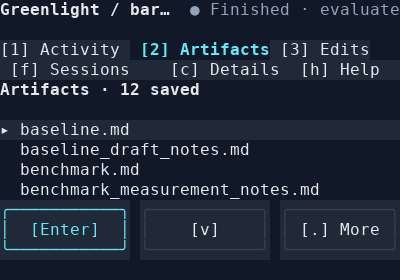 Greenlight / bar… ● Finished · evaluate
[1] Activity [2] Artifacts [3] Edits
[f] Sessions [c] Details [h] Help
Artifacts · 12 saved
▸ baseline.md
baseline_draft_notes.md
benchmark.md
benchmark_measurement_notes.md
[Enter] [v] [.] More